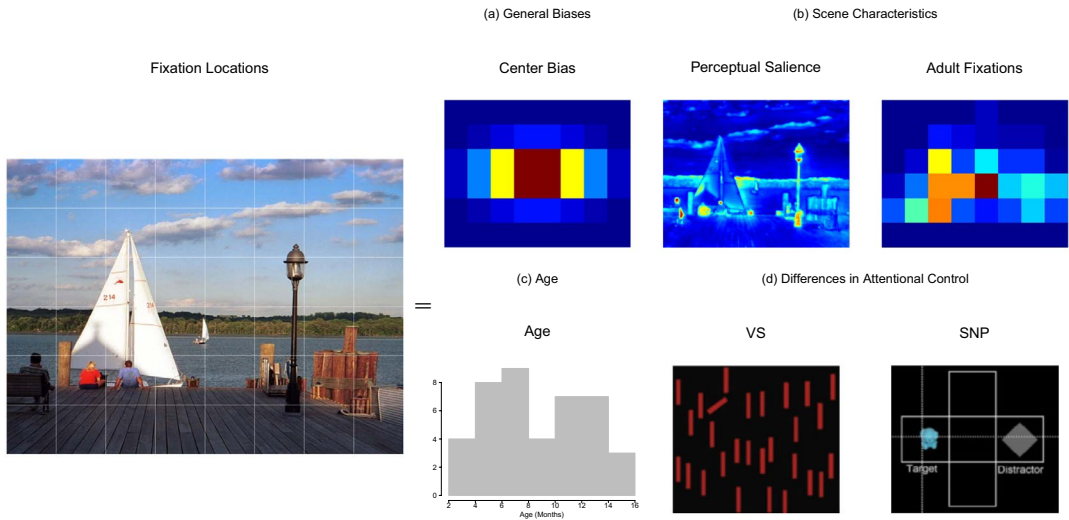 (a) General Biases
(b) Scene Characteristics
Fixation Locations
Center Bias
Perceptual Salience
Adult Fixations
214
(c) Age
(d) Differences in Attentional Control
=
Age
VS
SNP
8
6
4
2
0
2 4 6 8 10 12 14 16
Age (Months)
Target
Distractor